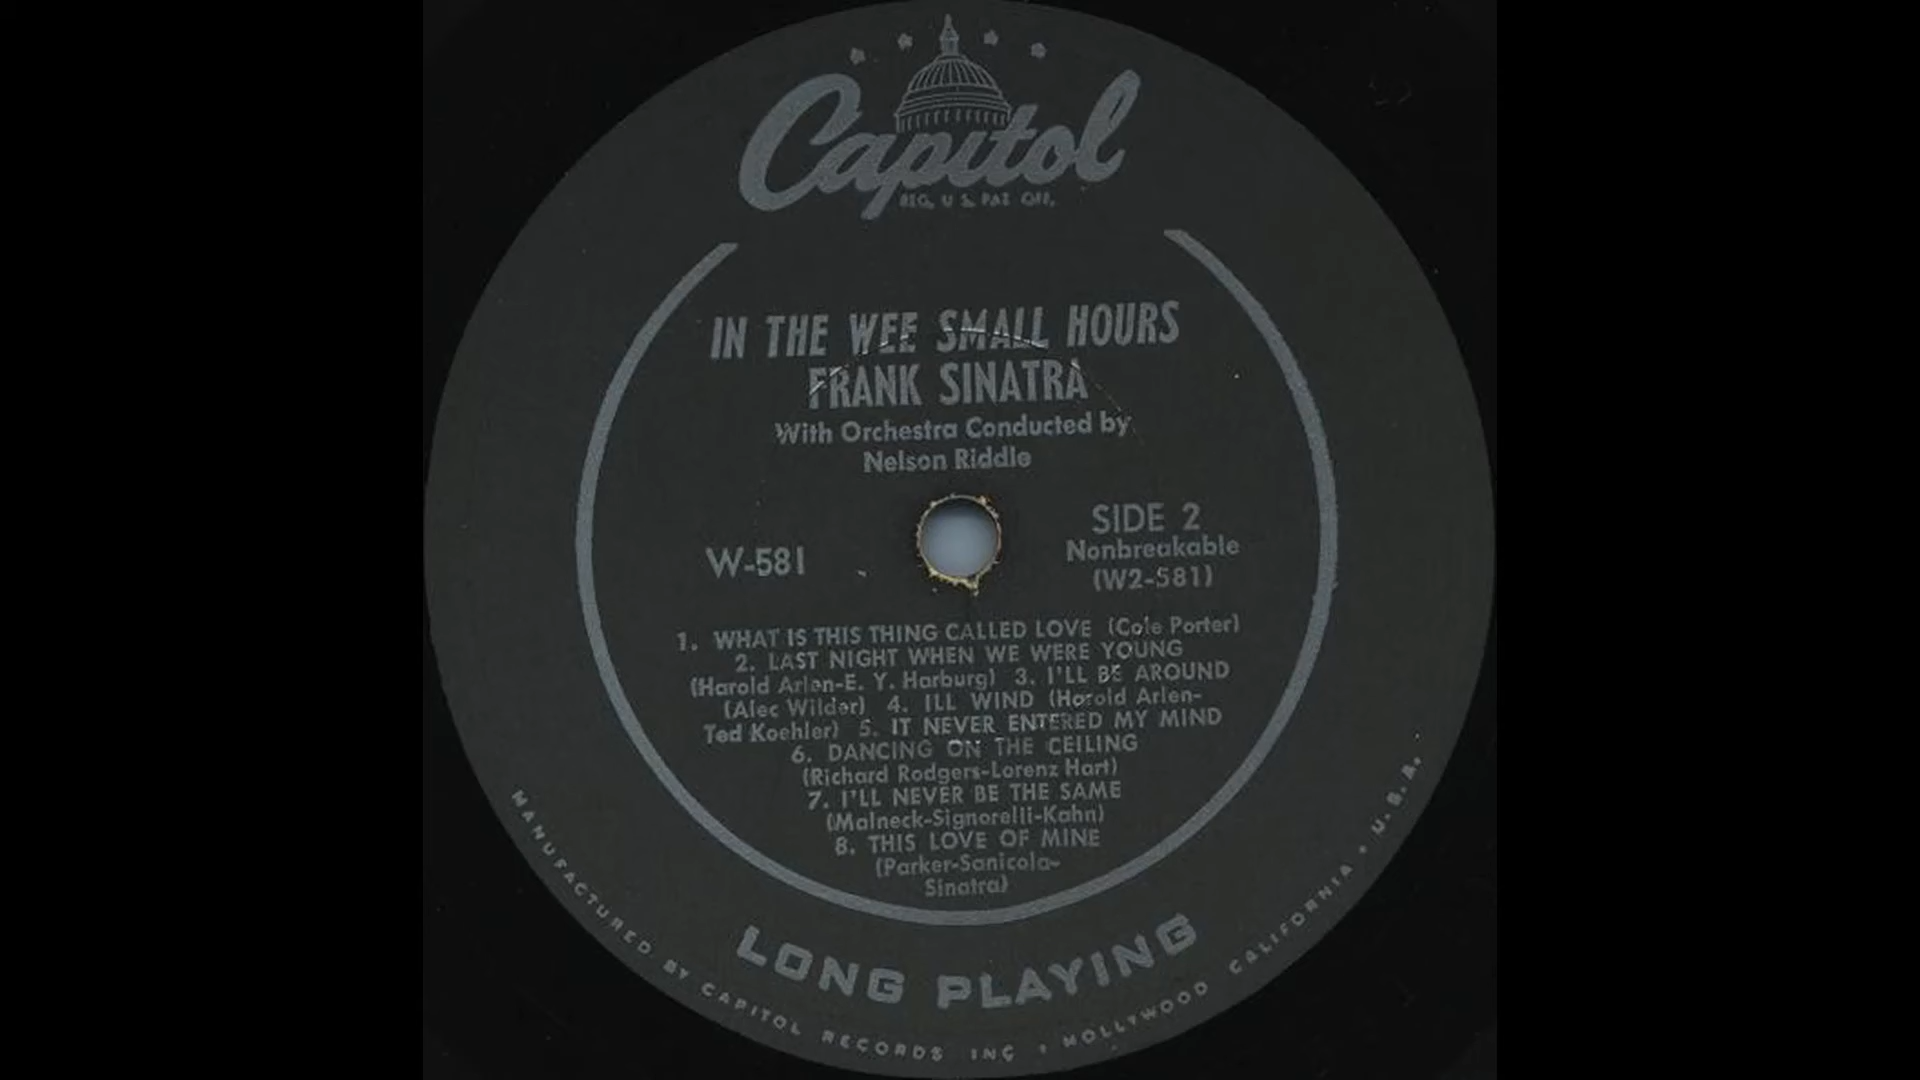 Capitol
REG. U.S. PAT. OFF.
IN THE WEE SMALL HOURS
FRANK SINATRA
With Orchestra Conducted by
Nelson Riddle
W-581
SIDE 2
Nonbreakable
(W2-581)
1. WHAT IS THIS THING CALLED LOVE (Cole Porter)
2. LAST NIGHT WHEN WE WERE YOUNG
(Harold Arlen-E. Y. Harburg) 3. I'LL BE AROUND
(Alec Wilder) 4. ILL WIND (Harold Arlen-
Ted Koehler) 5. IT NEVER ENTERED MY MIND
6. DANCING ON THE CEILING
(Richard Rodgers-Lorenz Hart)
7. I'LL NEVER BE THE SAME
(Malneck-Signorelli-Kahn)
8. THIS LOVE OF MINE
(Parker-Sanicola-
Sinatra)
LONG PLAYING
MANUFACTURED BY CAPITOL RECORDS INC • HOLLYWOOD CALIFORNIA • U.S.A.